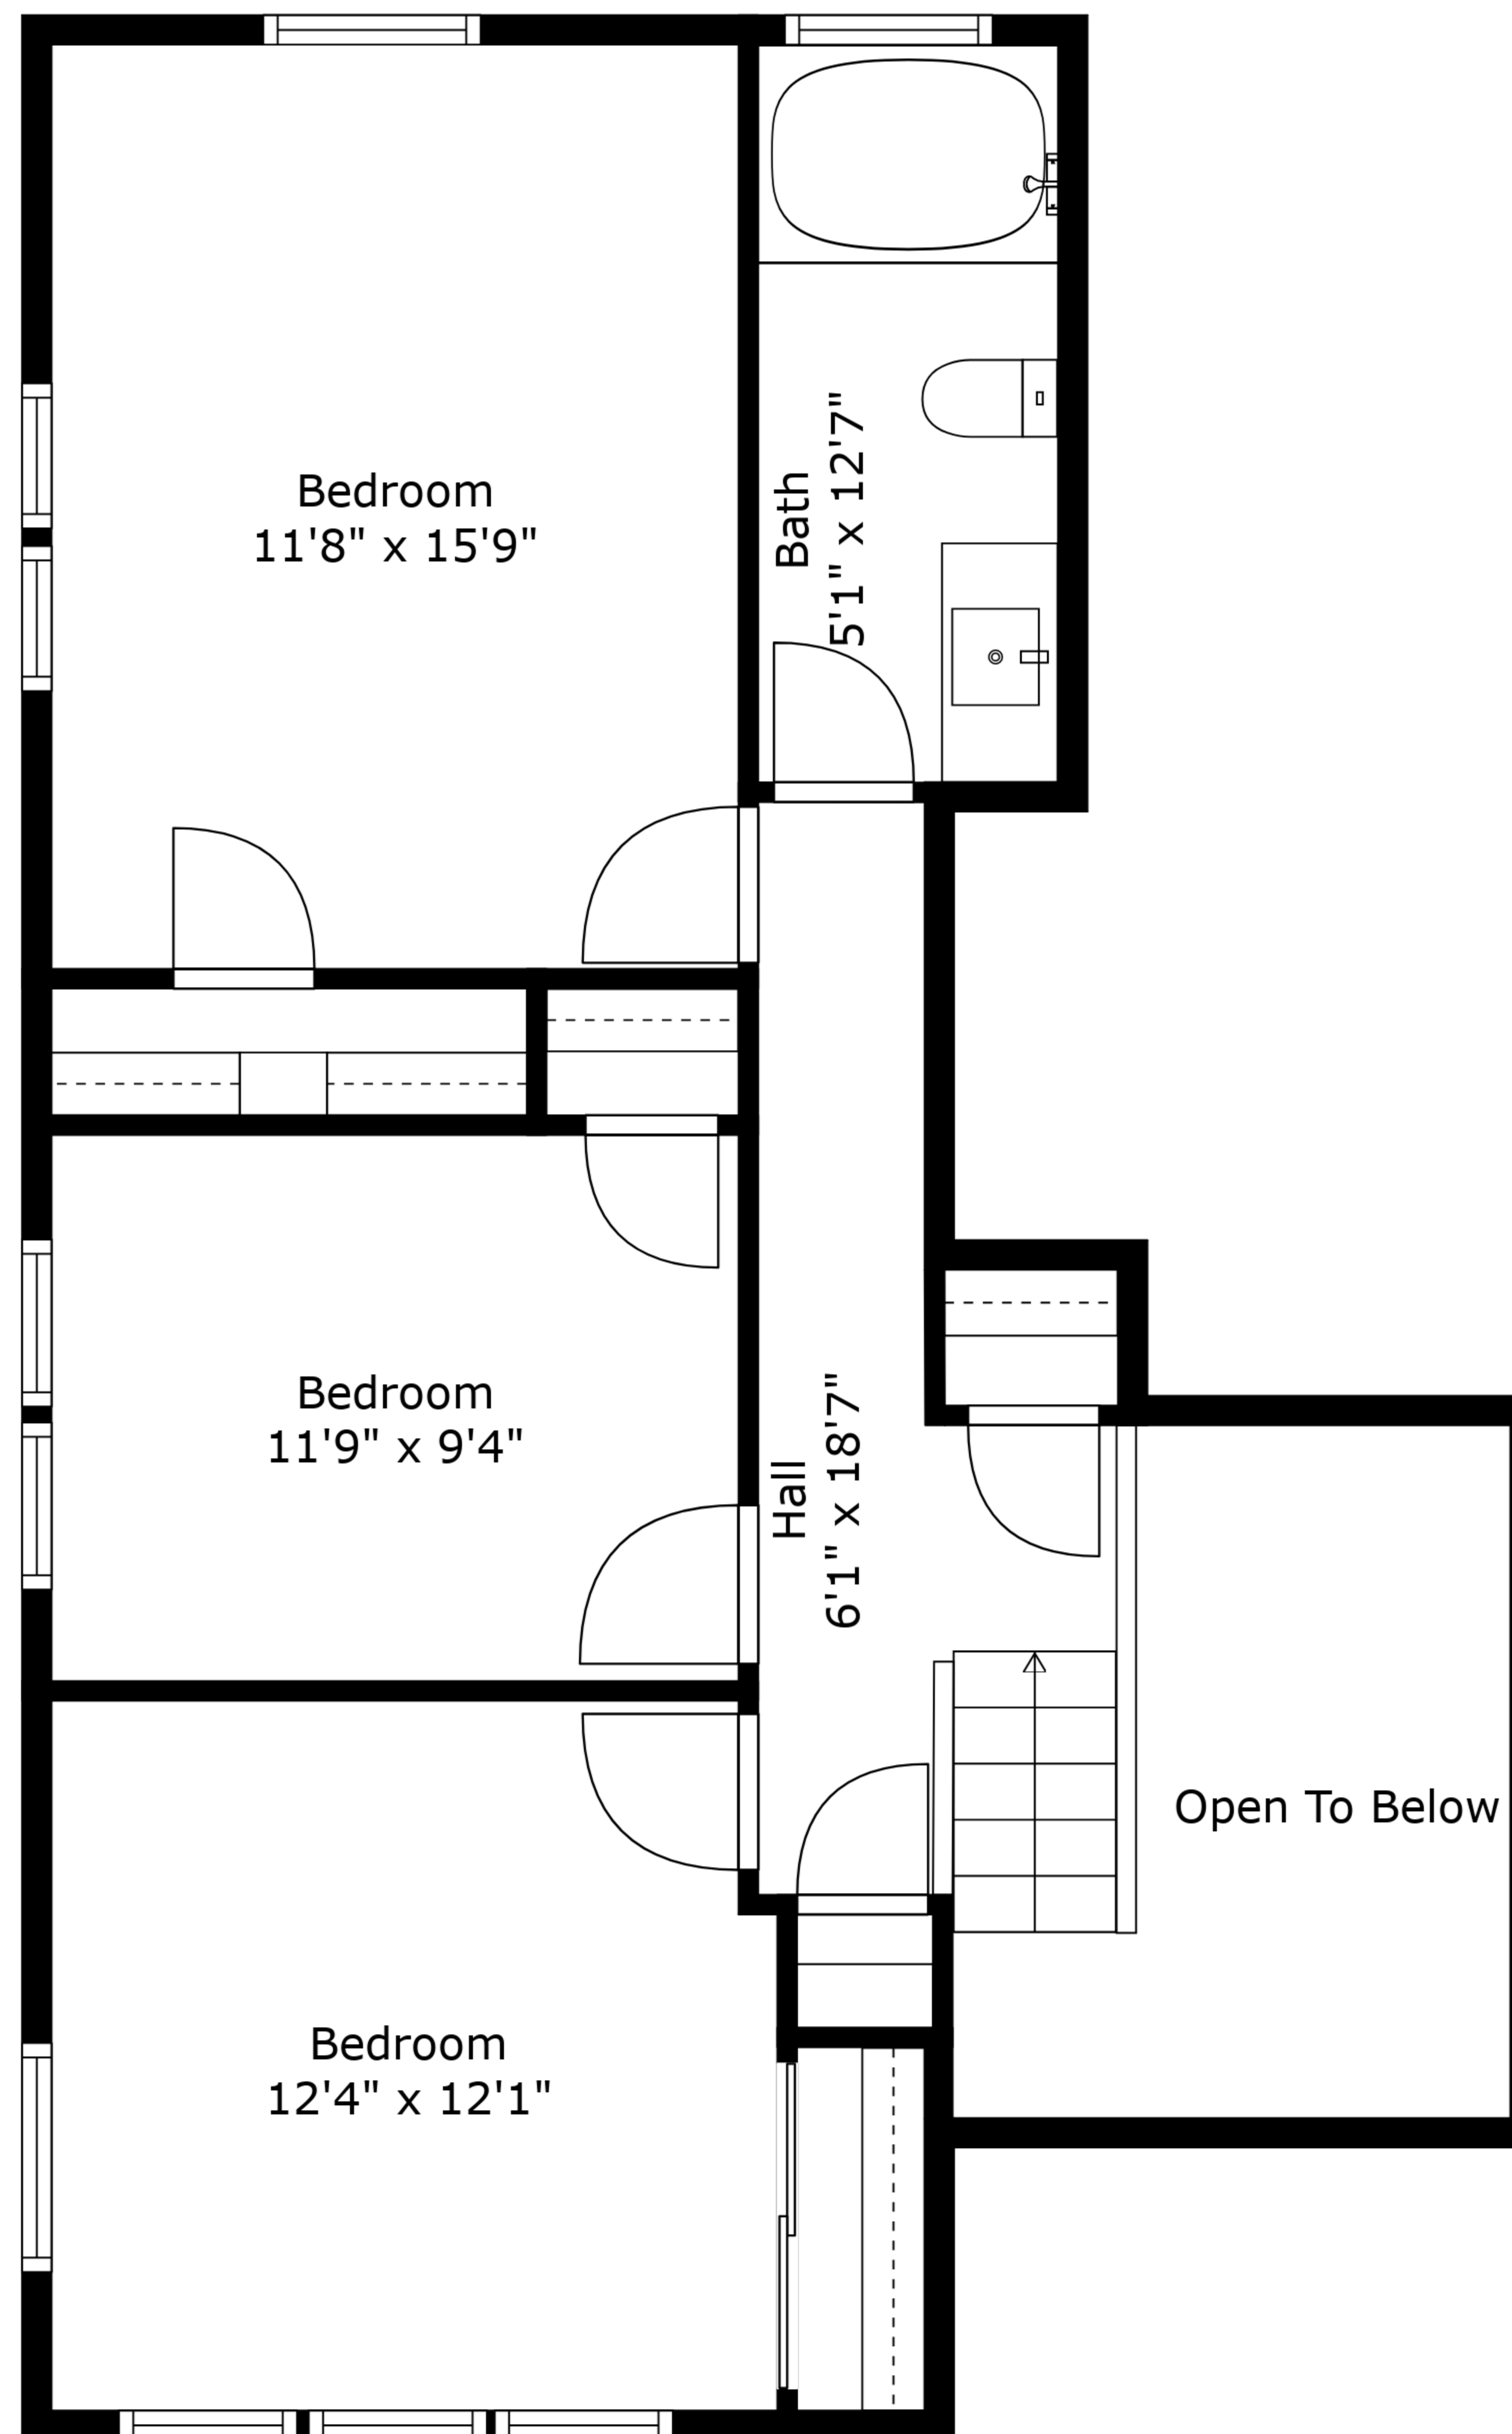 Bedroom
11'8" x 15'9"
Bath
5'1" x 12'7"
Bedroom
11'9" x 9'4"
Hall
6'1" x 18'7"
Open To Below
Bedroom
12'4" x 12'1"